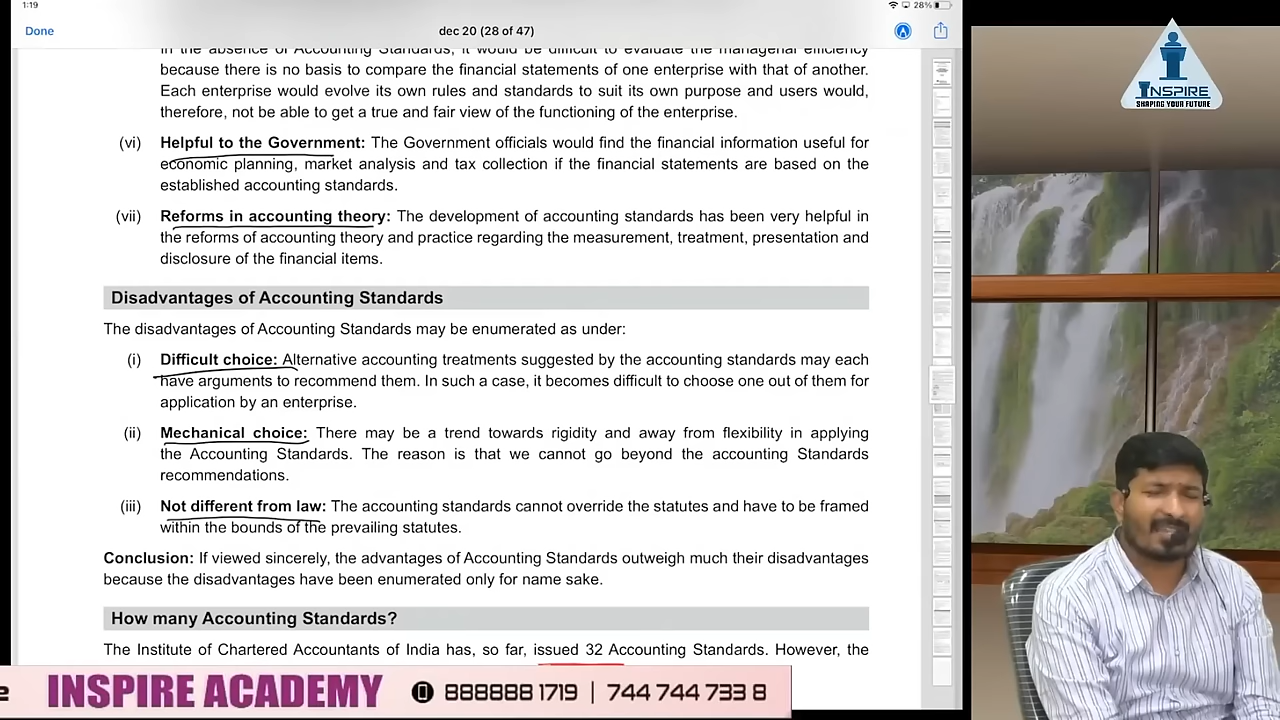 1:19
28%
Done
dec 20 (28 of 47)
of Accounting Standards, it would be difficult to evaluate the managerial efficiency
because there is no basis to compare the financial statements of one enterprise with that of another.
Each enterprise would evolve its own rules and standards to suit its own purpose and users would,
therefore, not be able to get a true and fair view of the functioning of the enterprise.
(vi) Helpful to the Government: The government officials would find the financial information useful for
economic planning, market analysis and tax collection if the financial statements are based on the
established accounting standards.
(vii) Reforms in accounting theory: The development of accounting standards has been very helpful in
the reforms of accounting theory and practice regarding the measurement, treatment, presentation and
disclosure of the financial items.
Disadvantages of Accounting Standards
The disadvantages of Accounting Standards may be enumerated as under:
(i) Difficult choice: Alternative accounting treatments suggested by the accounting standards may each
have arguments to recommend them. In such a case, it becomes difficult to choose one out of them for
application by an enterprise.
(ii) Mechanism choice: There may be a trend towards rigidity and away from flexibility in applying
the Accounting Standards. The person is that we cannot go beyond the accounting Standards
recommendations.
(iii) Not different from law: accounting standards cannot override the statutes and have to be framed
within the bounds of the prevailing statutes.
Conclusion: If viewed sincerely, the advantages of Accounting Standards outweigh much their disadvantages
because the disadvantages have been enumerated only for name sake.
How many Accounting Standards?
The Institute of Chartered Accountants of India has, so far, issued 32 Accounting Standards. However, the
INSPIRE ACADEMY 888888 1719 | 744 744 733 8
INSPIRE
SHAPING YOUR FUTURE